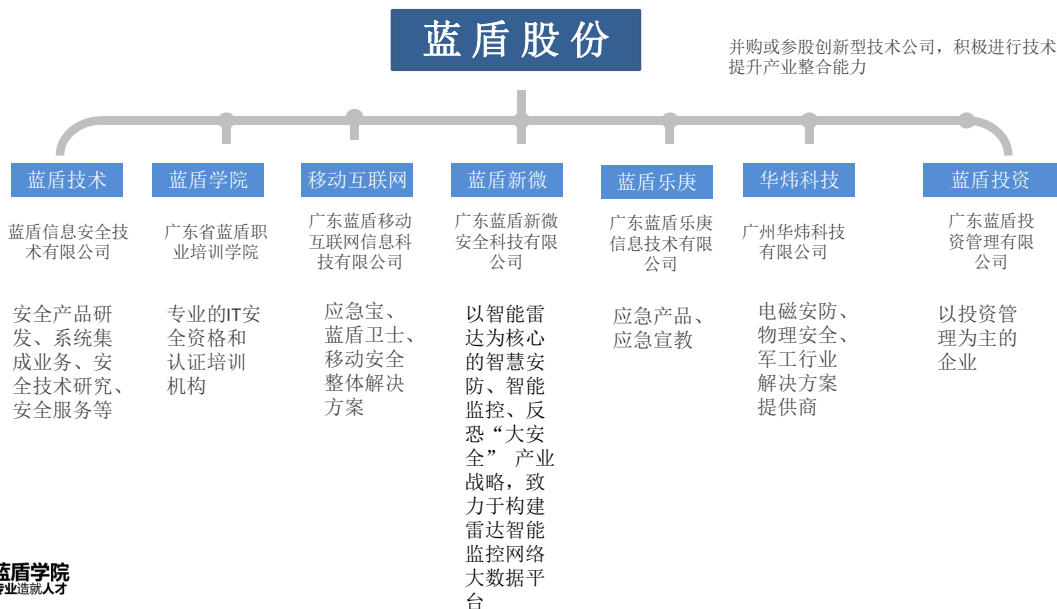 蓝盾股份
并购或参股创新型技术公司，积极进行技术
提升产业整合能力
蓝盾技术
蓝盾信息安全技
术有限公司
安全产品研
发、系统集
成业务、安
全技术研究、
安全服务等
蓝盾学院
广东省蓝盾职
业培训学院
专业的IT安
全资格和
认证培训
机构
移动互联网
广东蓝盾移动
互联网信息科
技有限公司
应急宝、
蓝盾卫士、
移动安全
整体解决
方案
蓝盾新微
广东蓝盾新微
安全科技有限
公司
以智能雷
达为核心
的智慧安
防、智能
监控、反
恐“大安
全” 产业
战略，致
力于构建
雷达智能
监控网络
大数据平
台
蓝盾乐庚
广东蓝盾乐庚
信息技术有限
公司
应急产品、
应急宣教
华炜科技
广州华炜科技
有限公司
电磁安防、
物理安全、
军工行业
解决方案
提供商
蓝盾投资
广东蓝盾投
资管理有限
公司
以投资管
理为主的
企业
蓝盾学院
专业造就人才